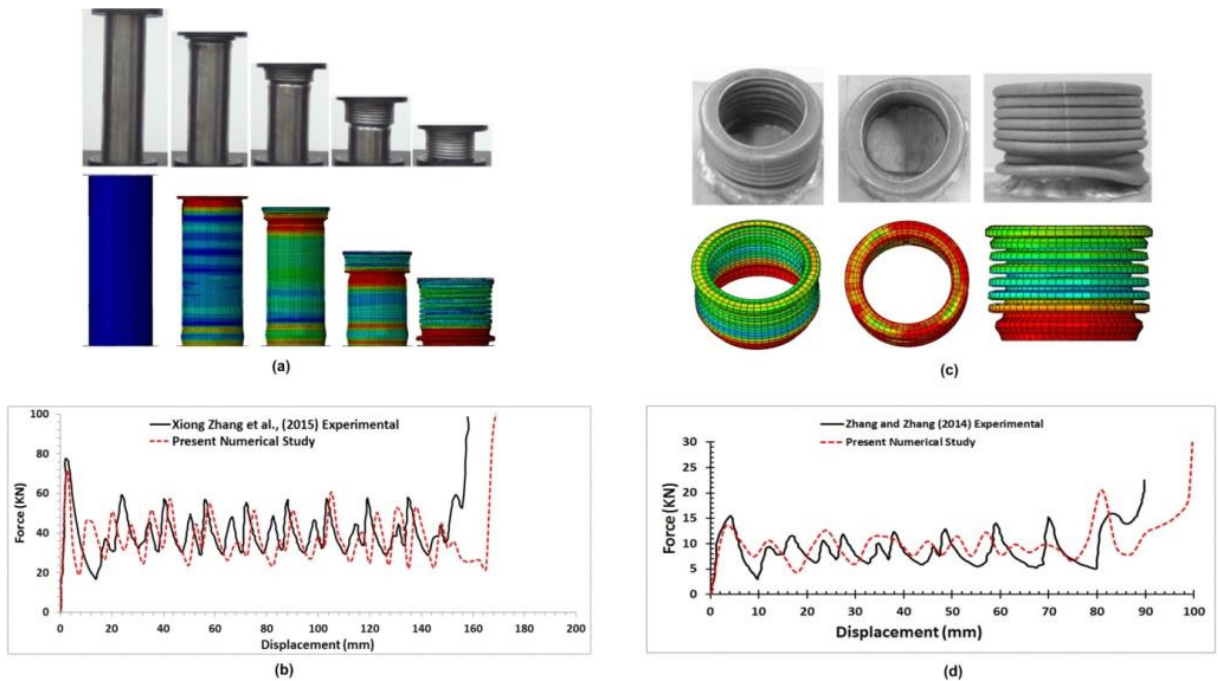 (a)
(c)
Xiong Zhang et al., (2015) Experimental
Present Numerical Study
Force (KN)
100
80
60
40
20
0
0 20 40 60 80 100 120 140 160 180 200
Displacement (mm)
(b)
Zhang and Zhang (2014) Experimental
Present Numerical Study
Force (KN)
30
25
20
15
10
5
0
0 10 20 30 40 50 60 70 80 90 100
Displacement (mm)
(d)